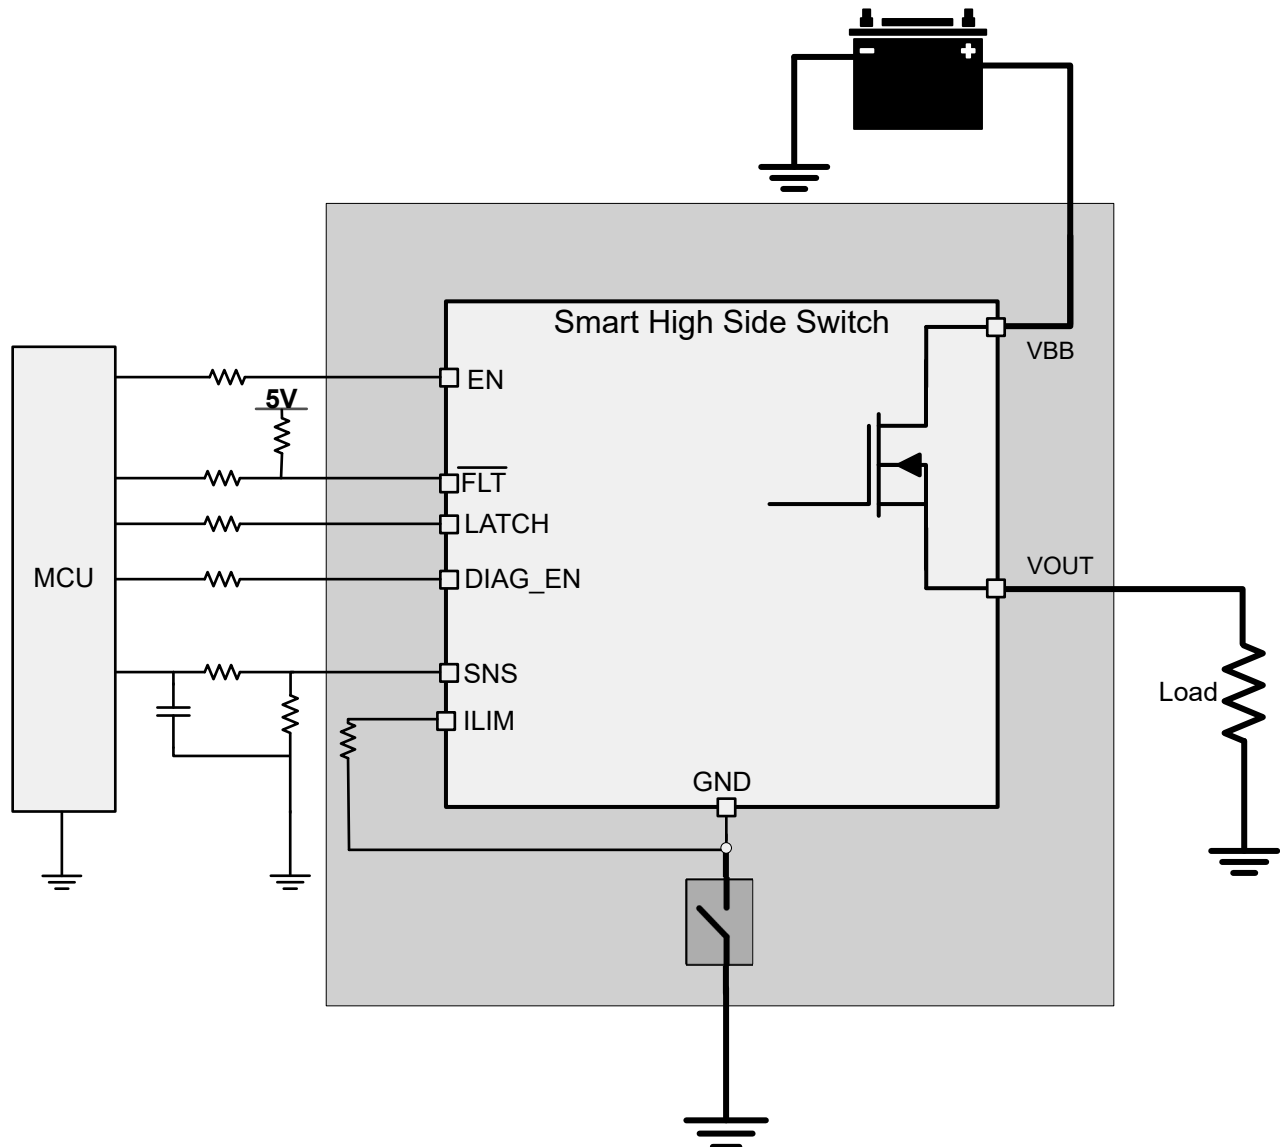 Smart High Side Switch
VBB
EN
5V
FLT
LATCH
MCU
DIAG_EN
VOUT
SNS
Load
ILIM
GND